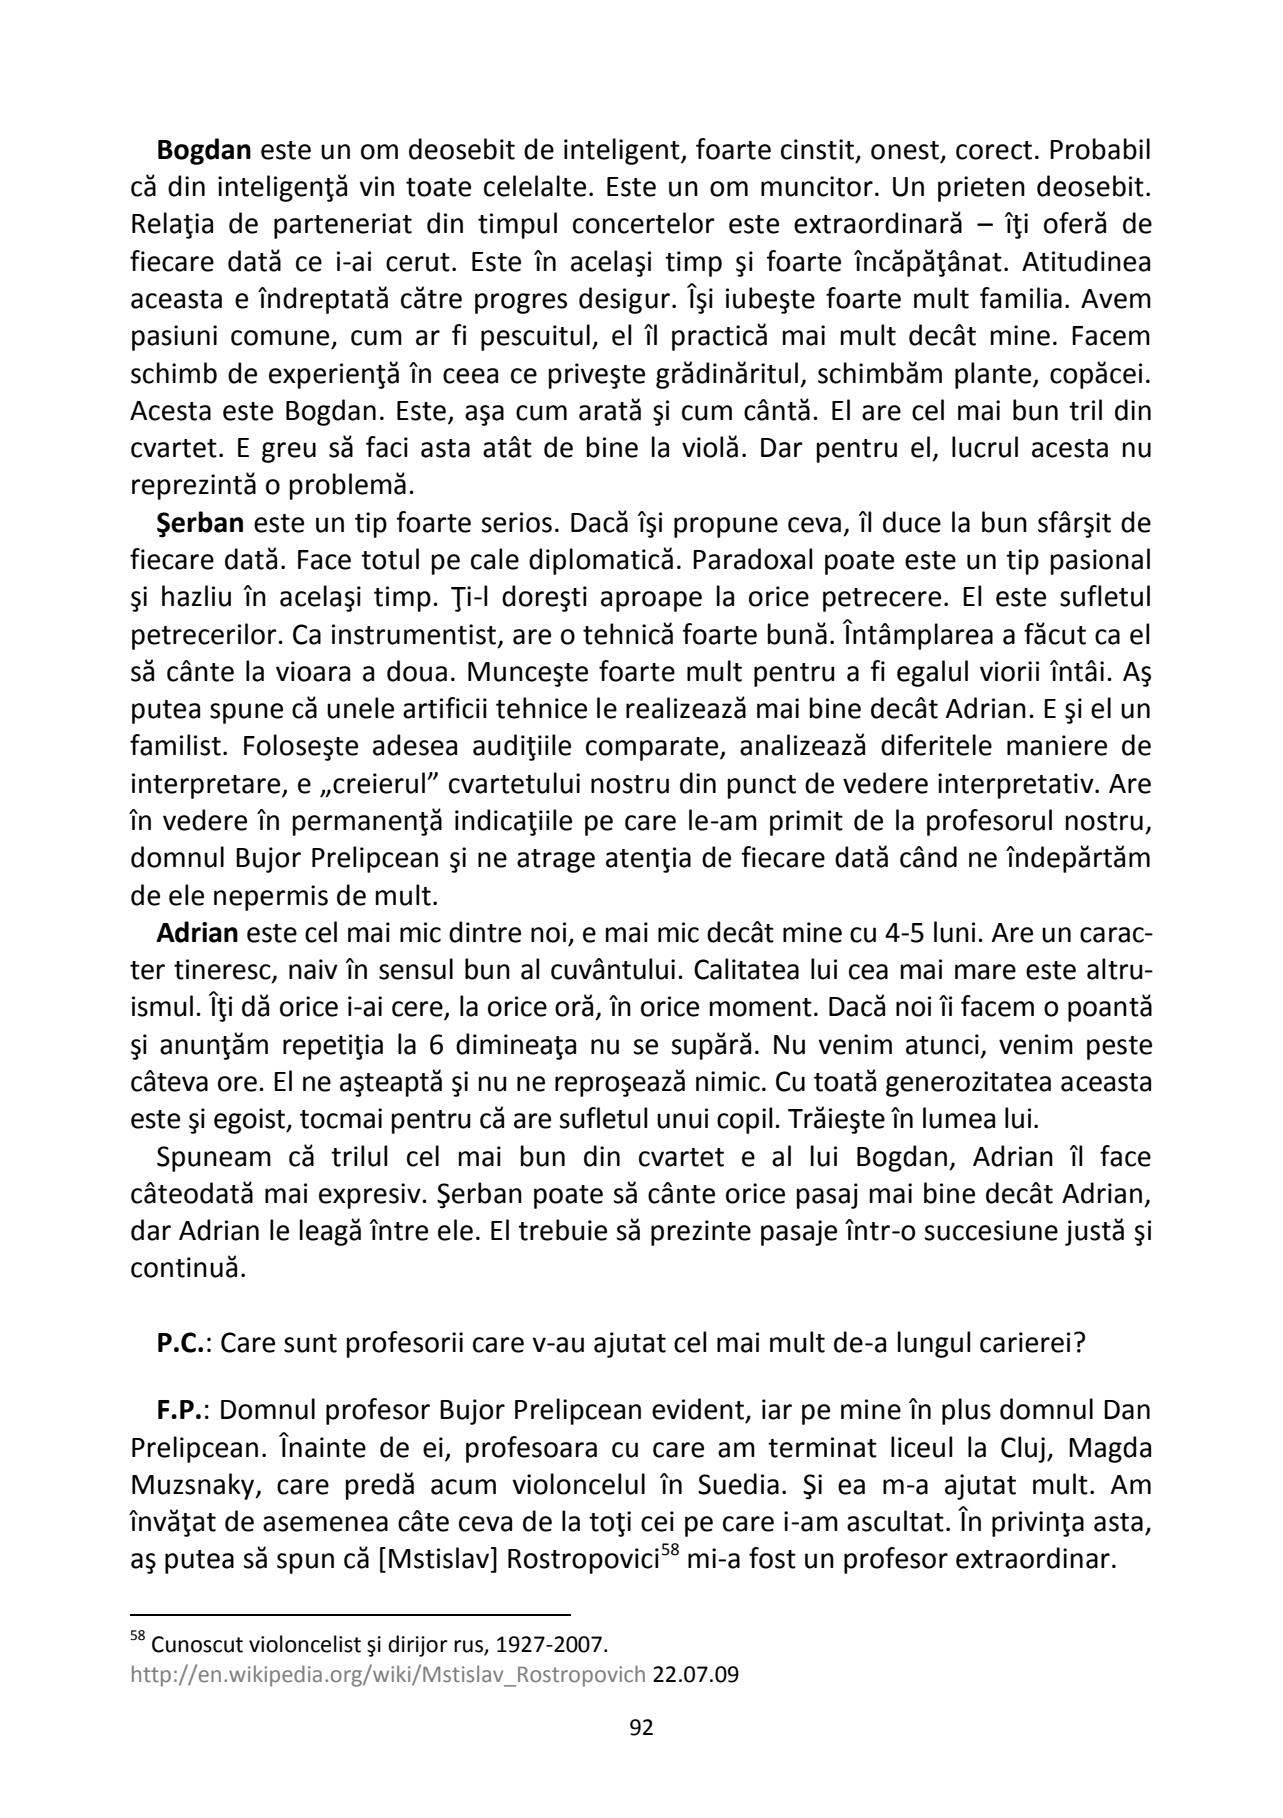 Bogdan este un om deosebit de inteligent, foarte cinstit, onest, corect. Probabil
că din inteligenţă vin toate celelalte. Este un om muncitor. Un prieten deosebit.
Relaţia de parteneriat din timpul concertelor este extraordinară – îţi oferă de
fiecare dată ce i-ai cerut. Este în acelaşi timp şi foarte încăpăţânat. Atitudinea
aceasta e îndreptată către progres desigur. Îşi iubeşte foarte mult familia. Avem
pasiuni comune, cum ar fi pescuitul, el îl practică mai mult decât mine. Facem
schimb de experienţă în ceea ce priveşte grădinăritul, schimbăm plante, copăcei.
Acesta este Bogdan. Este, aşa cum arată şi cum cântă. El are cel mai bun tril din
cvartet. E greu să faci asta atât de bine la violă. Dar pentru el, lucrul acesta nu
reprezintă o problemă.
Şerban este un tip foarte serios. Dacă îşi propune ceva, îl duce la bun sfârşit de
fiecare dată. Face totul pe cale diplomatică. Paradoxal poate este un tip pasional
şi hazliu în acelaşi timp. Ţi-l doreşti aproape la orice petrecere. El este sufletul
petrecerilor. Ca instrumentist, are o tehnică foarte bună. Întâmplarea a făcut ca el
să cânte la vioara a doua. Munceşte foarte mult pentru a fi egalul viorii întâi. Aş
putea spune că unele artificii tehnice le realizează mai bine decât Adrian. E şi el un
familist. Foloseşte adesea audiţiile comparate, analizează diferitele maniere de
interpretare, e „creierul” cvartetului nostru din punct de vedere interpretativ. Are
în vedere în permanenţă indicaţiile pe care le-am primit de la profesorul nostru,
domnul Bujor Prelipcean şi ne atrage atenţia de fiecare dată când ne îndepărtăm
de ele nepermis de mult.
Adrian este cel mai mic dintre noi, e mai mic decât mine cu 4-5 luni. Are un carac-
ter tineresc, naiv în sensul bun al cuvântului. Calitatea lui cea mai mare este altru-
ismul. Îţi dă orice i-ai cere, la orice oră, în orice moment. Dacă noi îi facem o poantă
şi anunţăm repetiţia la 6 dimineaţa nu se supără. Nu venim atunci, venim peste
câteva ore. El ne aşteaptă şi nu ne reproşează nimic. Cu toată generozitatea aceasta
este şi egoist, tocmai pentru că are sufletul unui copil. Trăieşte în lumea lui.
Spuneam că trilul cel mai bun din cvartet e al lui Bogdan, Adrian îl face
câteodată mai expresiv. Şerban poate să cânte orice pasaj mai bine decât Adrian,
dar Adrian le leagă între ele. El trebuie să prezinte pasaje într-o succesiune justă şi
continuă.
P.C.: Care sunt profesorii care v-au ajutat cel mai mult de-a lungul carierei?
F.P.: Domnul profesor Bujor Prelipcean evident, iar pe mine în plus domnul Dan
Prelipcean. Înainte de ei, profesoara cu care am terminat liceul la Cluj, Magda
Muzsnaky, care predă acum violoncelul în Suedia. Şi ea m-a ajutat mult. Am
învăţat de asemenea câte ceva de la toţi cei pe care i-am ascultat. În privinţa asta,
aş putea să spun că [Mstislav] Rostropovici58 mi-a fost un profesor extraordinar.
58 Cunoscut violoncelist şi dirijor rus, 1927-2007.
http://en.wikipedia.org/wiki/Mstislav_Rostropovich 22.07.09
92